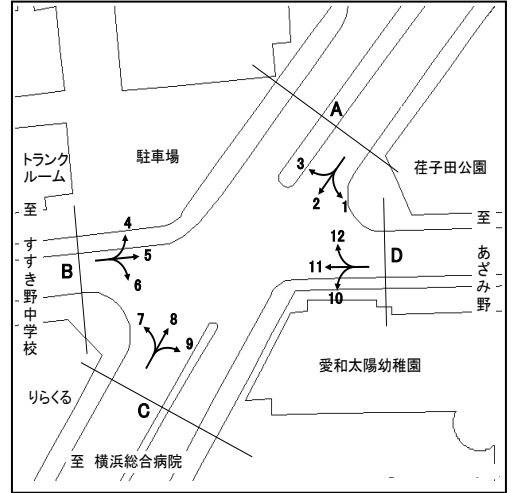 A
3
荏子田公園
駐車場
トランク
ルーム
2
1
至
至
4
12
すすき野中学校
5
D
B
11
あざみ野
6
10
7
8
9
愛和太陽幼稚園
りらくる
C
至 横浜総合病院